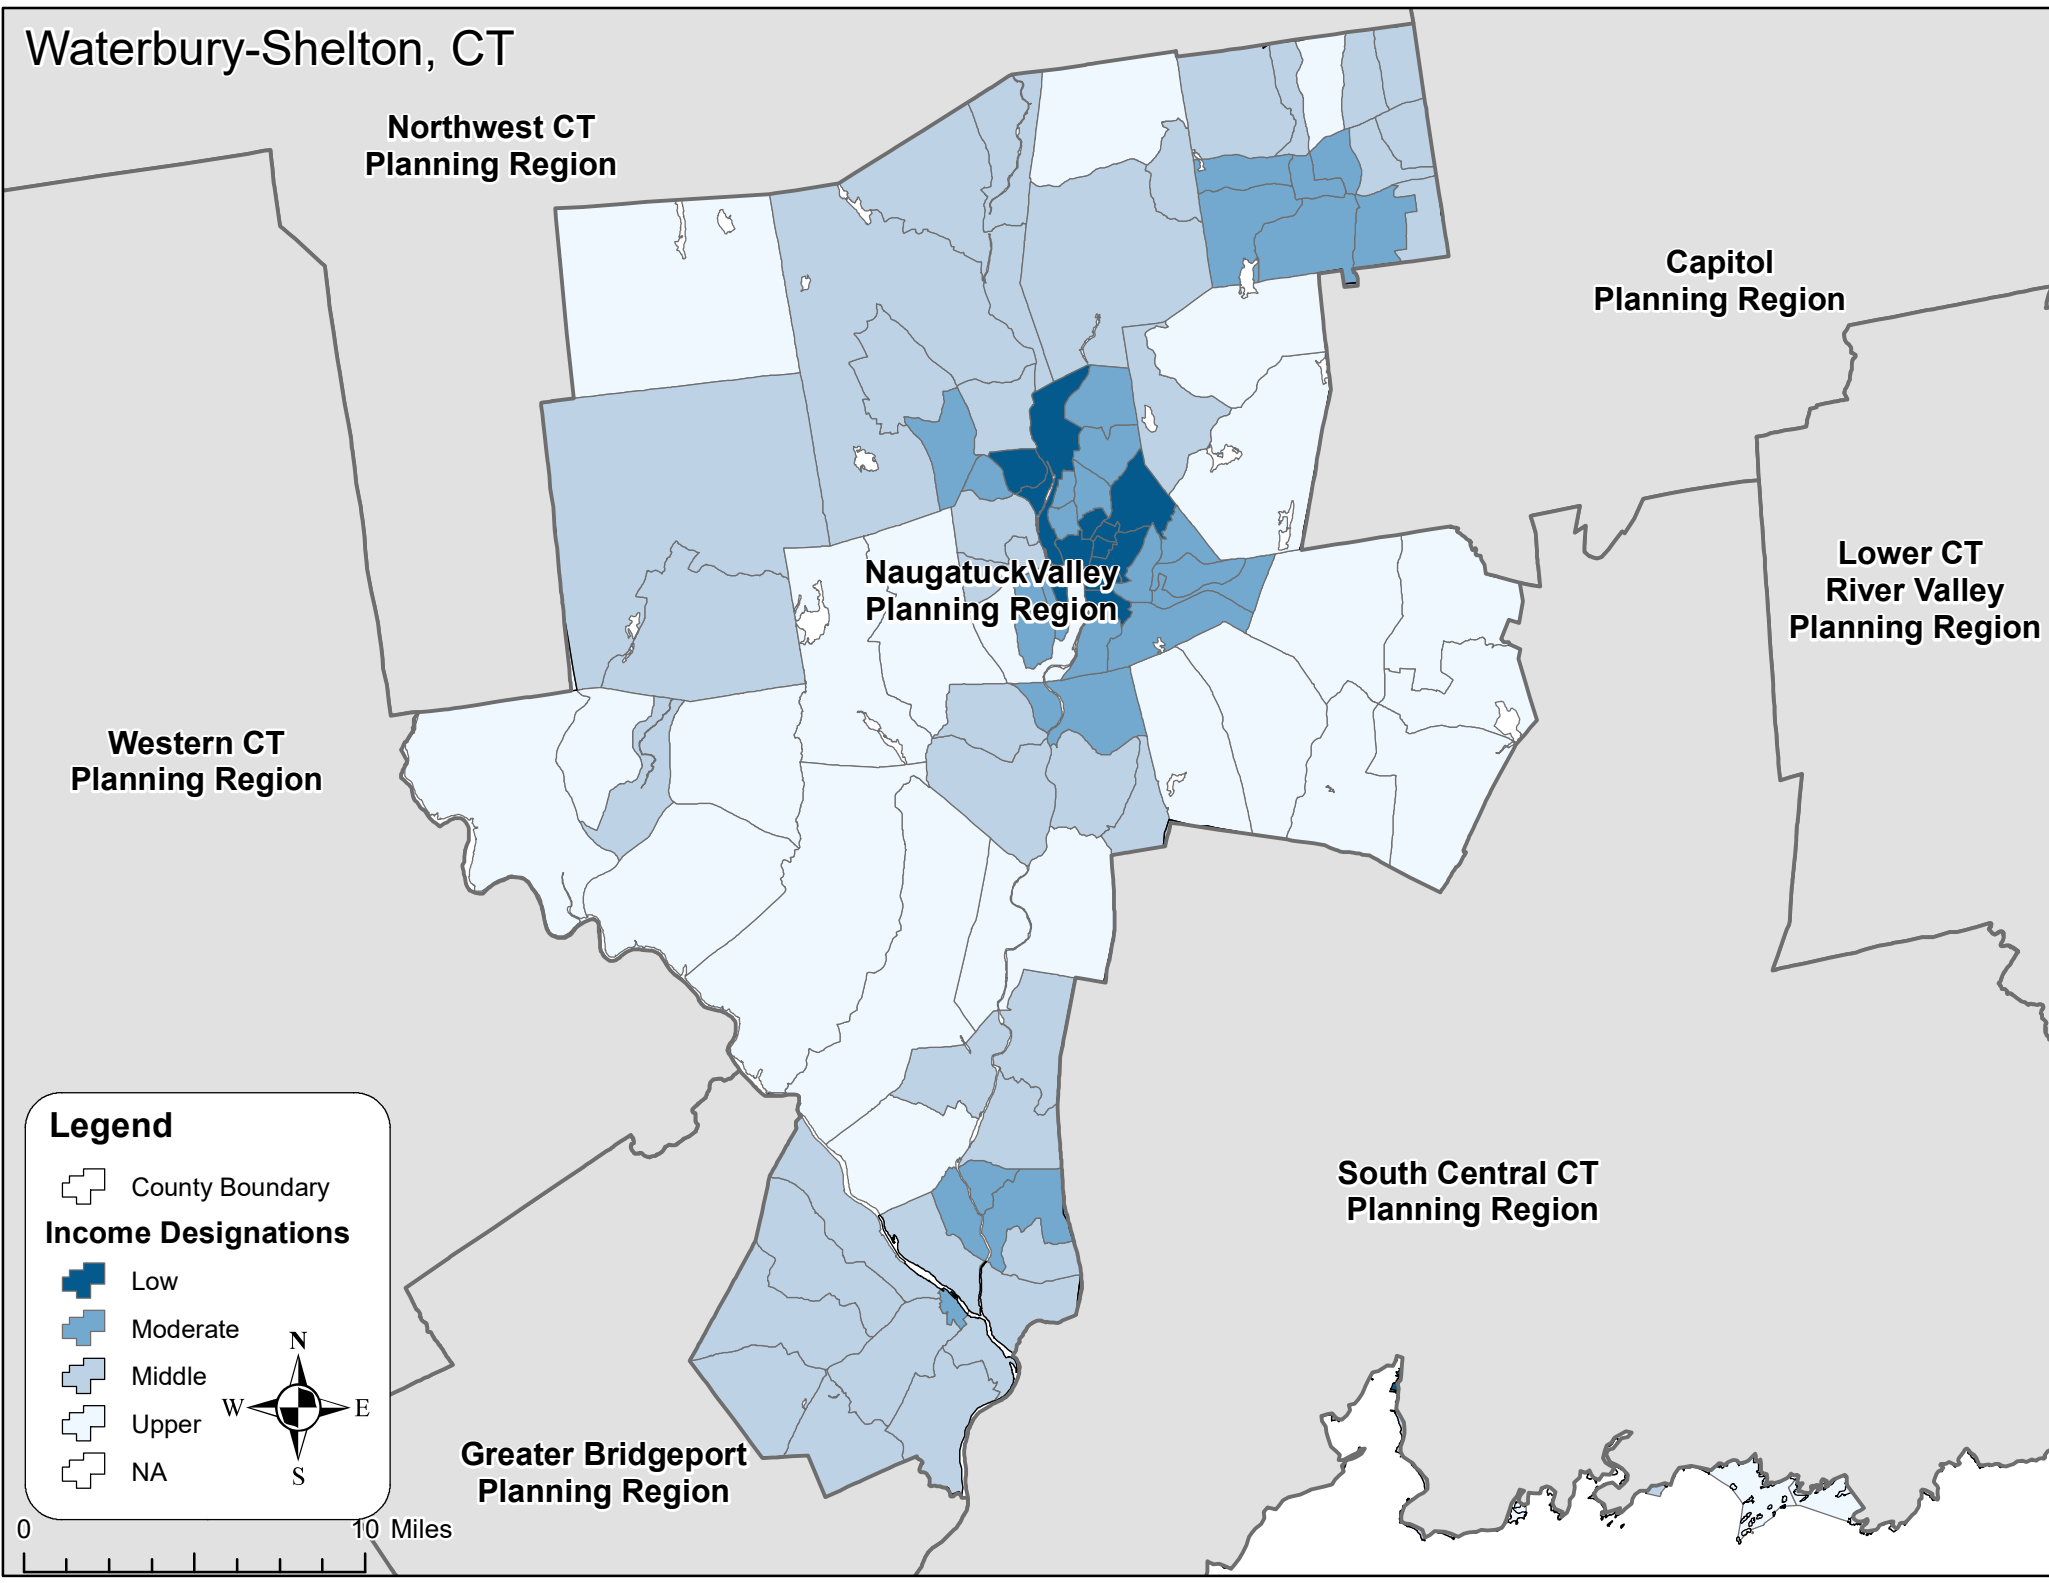 Waterbury-Shelton, CT
Northwest CT
Planning Region
Capitol
Planning Region
Lower CT
River Valley
Planning Region
NaugatuckValley
Planning Region
Western CT
Planning Region
South Central CT
Planning Region
Greater Bridgeport
Planning Region
Legend
County Boundary
Income Designations
Low
Moderate
Middle
Upper
NA
N
W
E
S
0
10 Miles